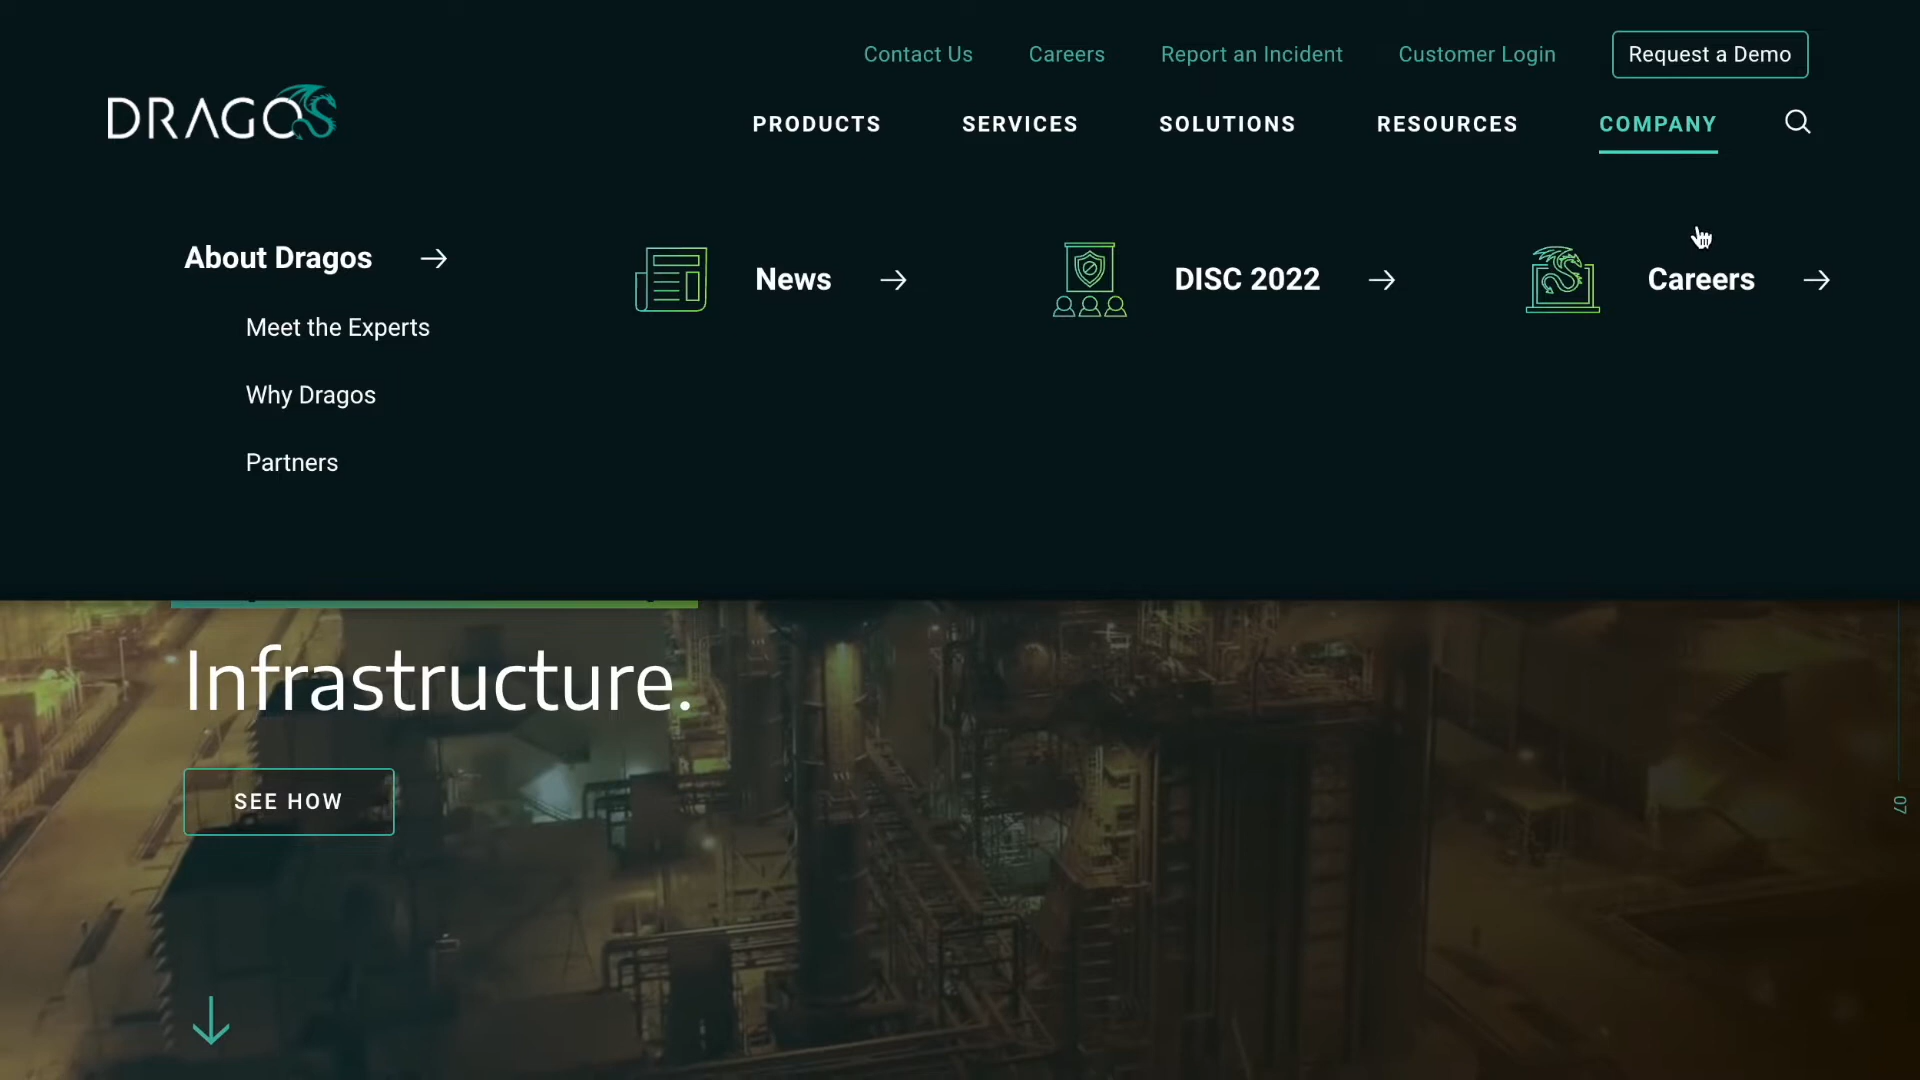 Contact Us Careers Report an Incident Customer Login Request a Demo
DRAGOS
PRODUCTS SERVICES SOLUTIONS RESOURCES COMPANY
About Dragos
News
DISC 2022
Careers
Meet the Experts
Why Dragos
Partners
Infrastructure.
SEE HOW
07